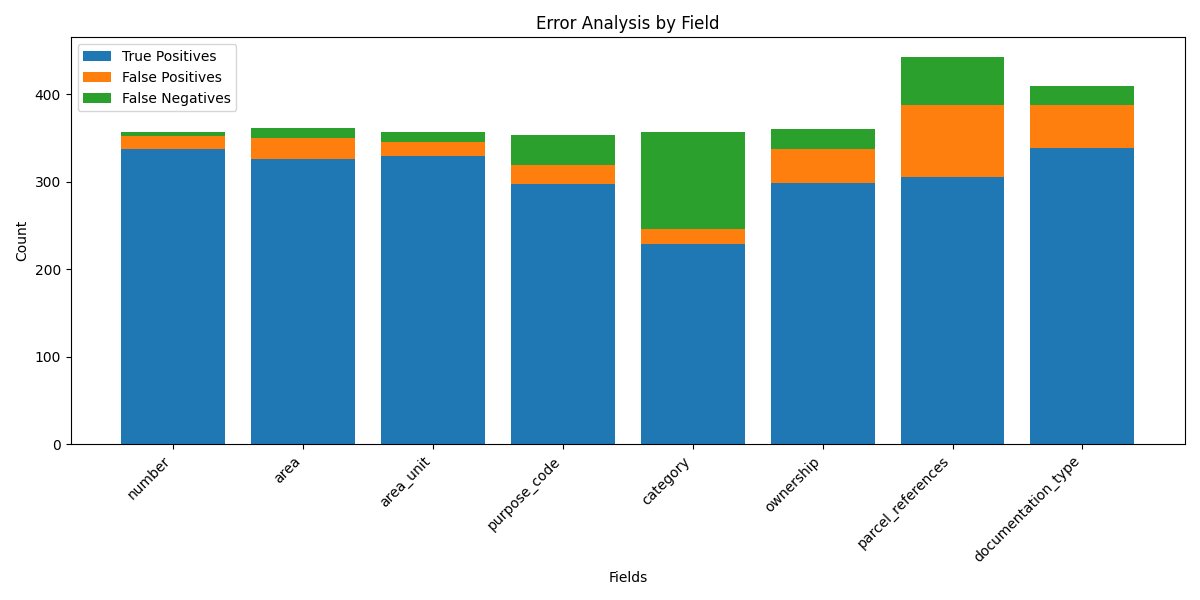 Error Analysis by Field
True Positives
False Positives
False Negatives
Count
400
300
200
100
0
number
area
area_unit
purpose_code
category
ownership
parcel_references
documentation_type
Fields